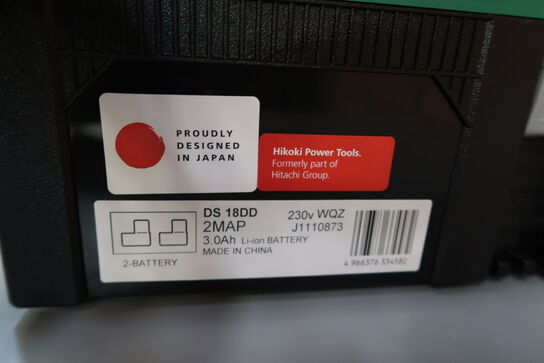 PROUDLY
DESIGNED
IN JAPAN
Hikoki Power Tools.
Formerly part of
Hitachi Group.
DS 18DD 230v WQZ
2MAP J1110873
3.0Ah Li-ion BATTERY
MADE IN CHINA
2-BATTERY
4 966376 334582